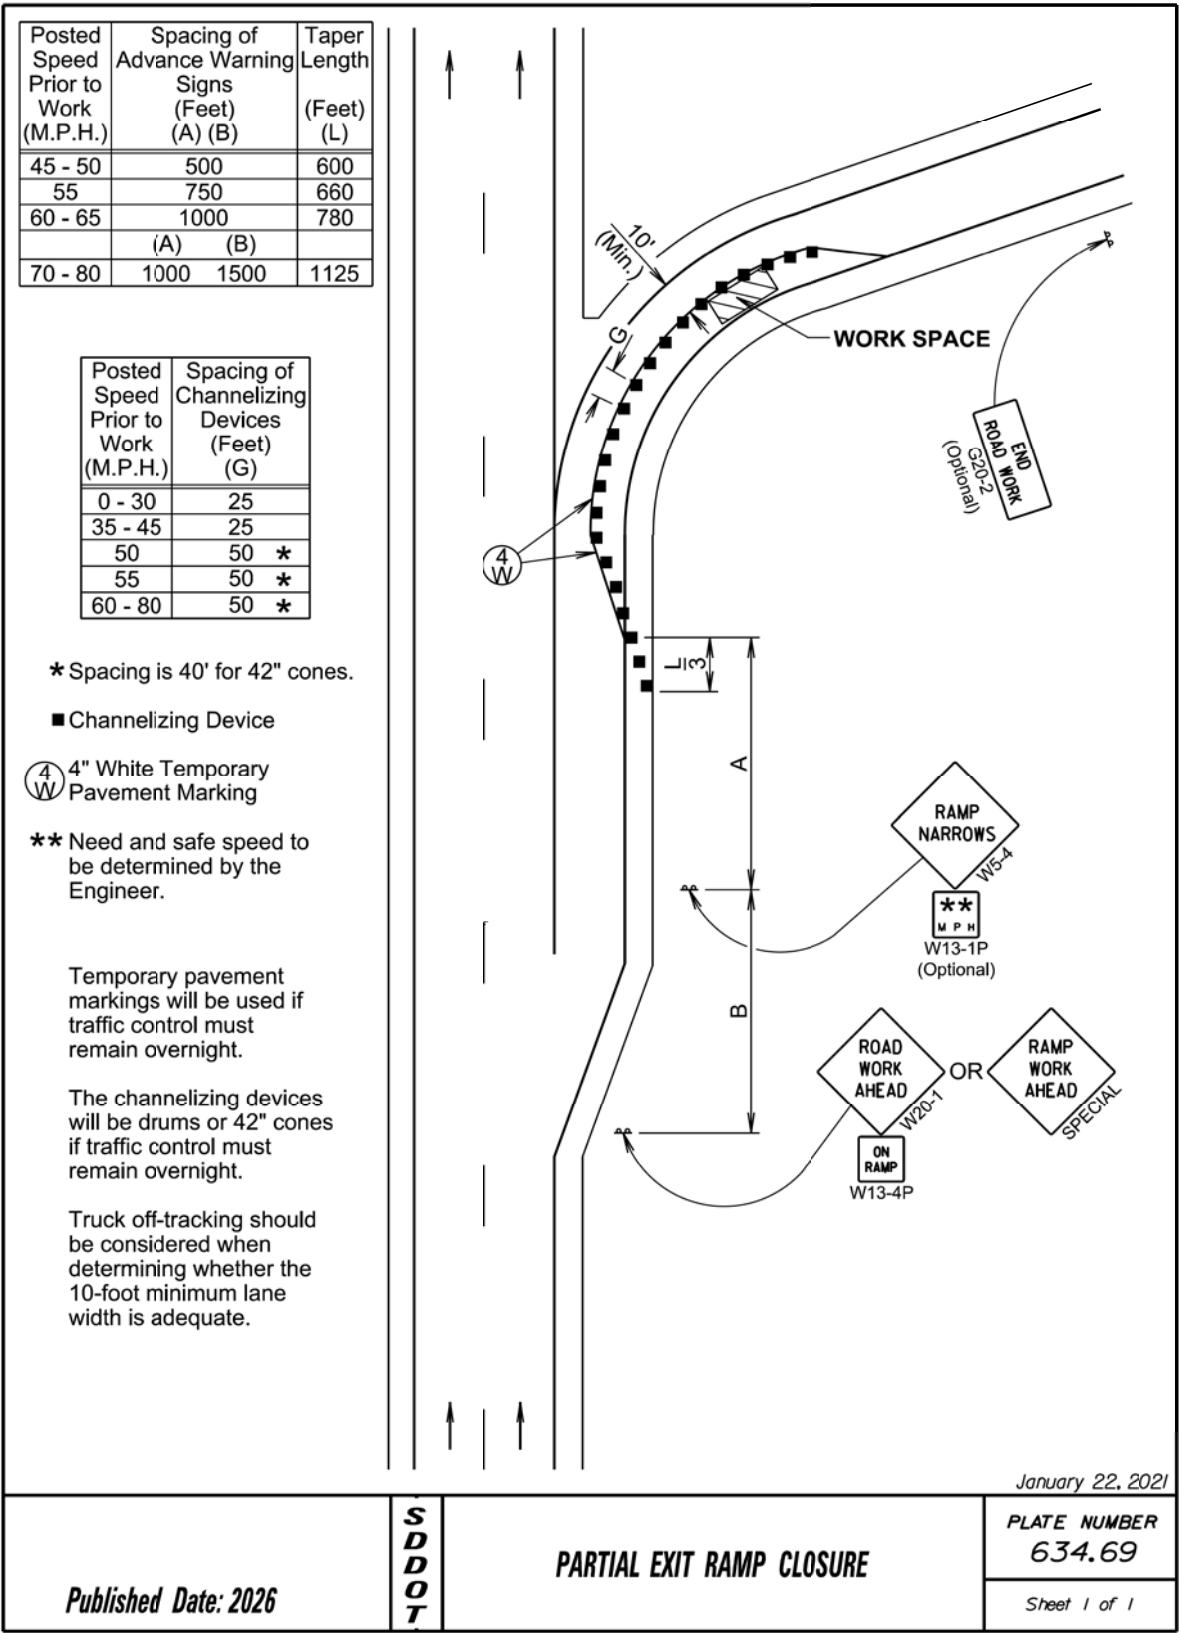 Posted Speed Prior to Work (M.P.H.)
Spacing of Advance Warning Signs (Feet) (A) (B)
Taper Length (Feet) (L)
45 - 50 500 600
55 750 660
60 - 65 1000 780
(A) (B)
70 - 80 1000 1500 1125
Posted Speed Prior to Work (M.P.H.)
Spacing of Channelizing Devices (Feet) (G)
0 - 30 25
35 - 45 25
50 50 *
55 50 *
60 - 80 50 *
* Spacing is 40' for 42" cones.
■ Channelizing Device
4 W
4" White Temporary
Pavement Marking
** Need and safe speed to
be determined by the
Engineer.
Temporary pavement
markings will be used if
traffic control must
remain overnight.
The channelizing devices
will be drums or 42" cones
if traffic control must
remain overnight.
Truck off-tracking should
be considered when
determining whether the
10-foot minimum lane
width is adequate.
10'
(Min.)
G
WORK SPACE
END
ROAD WORK
G20-2
(Optional)
4
W
L
3
A
RAMP
NARROWS
W5-4
**
M P H
W13-1P
(Optional)
B
ROAD
WORK
AHEAD
W20-1
OR
RAMP
WORK
AHEAD
SPECIAL
ON
RAMP
W13-4P
January 22, 2021
Published Date: 2026
SDDOT
PARTIAL EXIT RAMP CLOSURE
PLATE NUMBER
634.69
Sheet 1 of 1